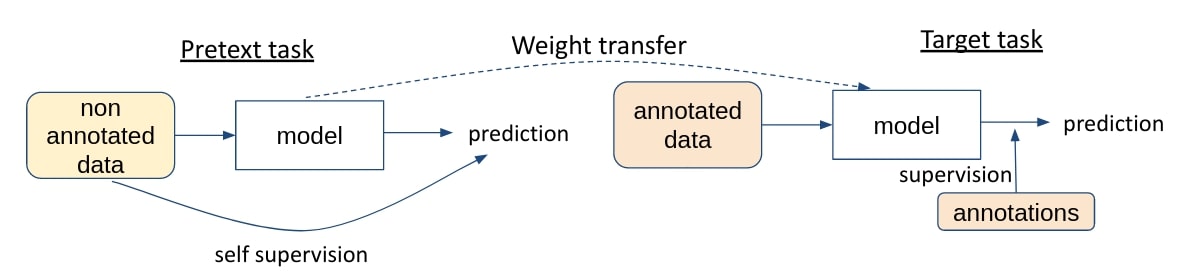 Pretext task
Weight transfer
Target task
non
annotated
data
model
prediction
self supervision
annotated
data
model
prediction
supervision
annotations